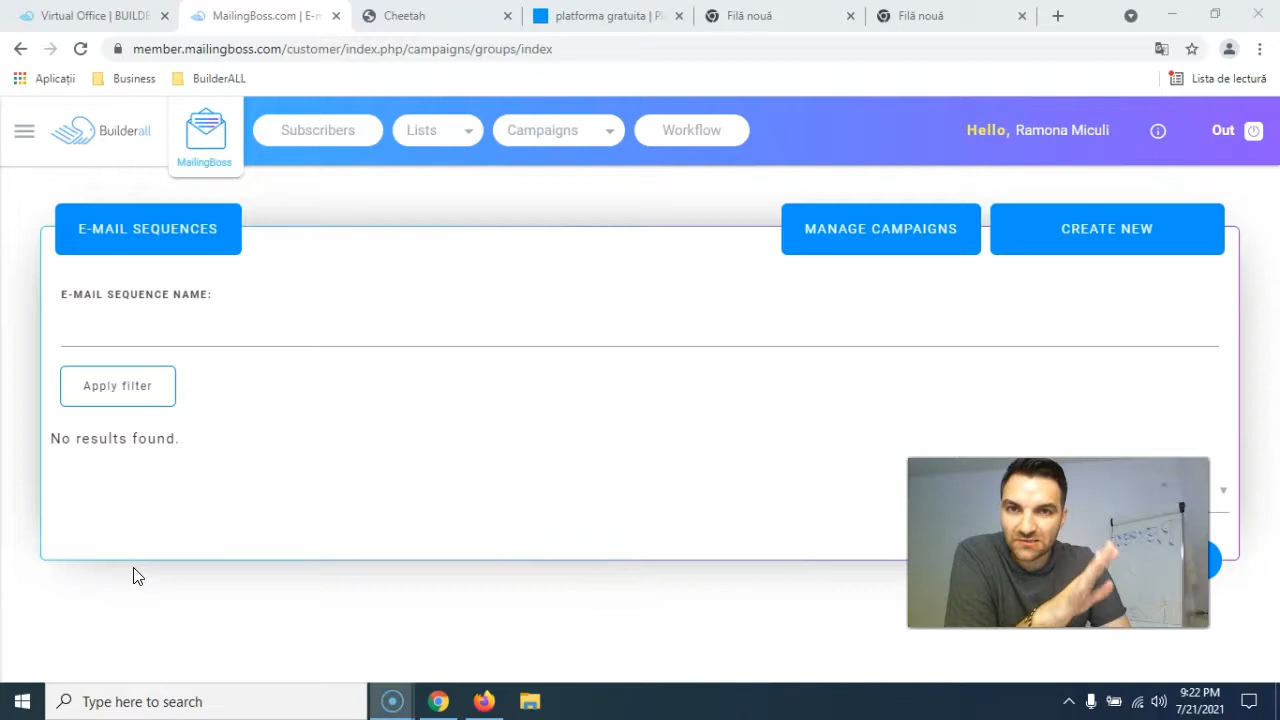 Virtual Office | BUILDE
MailingBoss.com | E-m
Cheetah
platforma gratuita | Pl
Filă nouă
Filă nouă
member.mailingboss.com/customer/index.php/campaigns/groups/index
Aplicații
Business
BuilderALL
Lista de lectură
Builderall
MailingBoss
Subscribers
Lists
Campaigns
Workflow
Hello, Ramona Miculi
Out
E-MAIL SEQUENCES
MANAGE CAMPAIGNS
CREATE NEW
E-MAIL SEQUENCE NAME:
Apply filter
No results found.
Type here to search
9:22 PM
7/21/2021